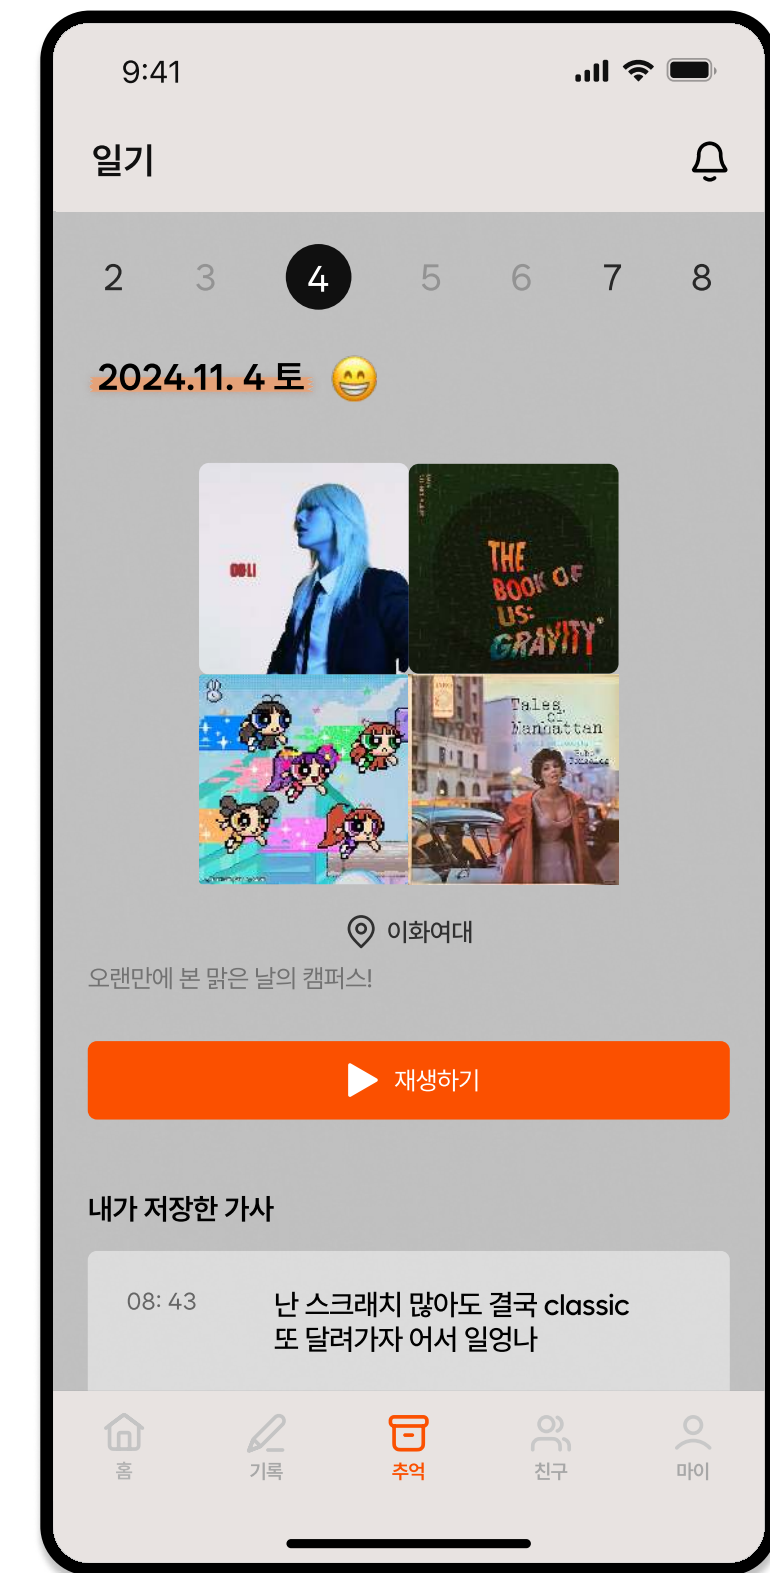 9:41
일기
2 3 4 5 6 7 8
2024.11. 4 토
THE
BOOK OF
US:
GRAVITY
Tales
of
Manhattan
이화여대
오랜만에 본 맑은 날의 캠퍼스!
재생하기
내가 저장한 가사
08: 43
난 스크래치 많아도 결국 classic
또 달려가자 어서 일엉나
홈 기록 추억 친구 마이